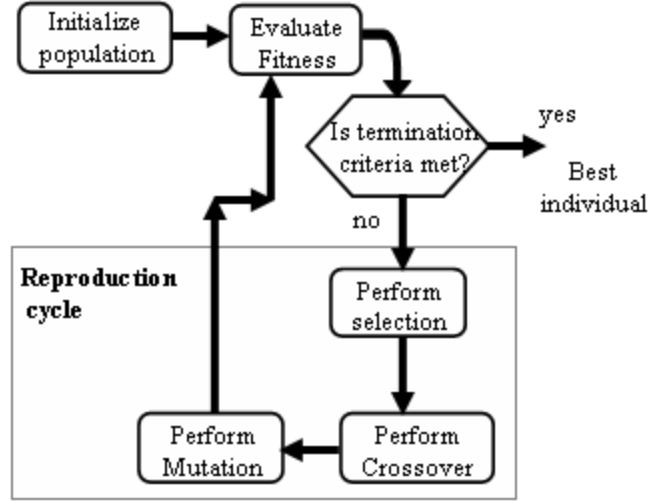 Initialize
population
Evaluate
Fitness
Is termination
criteria met?
yes
Best
individual
no
Reproduction
cycle
Perform
selection
Perform
Crossover
Perform
Mutation